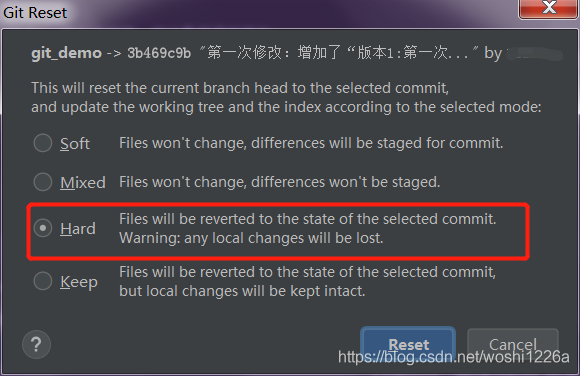 Git Reset
git_demo -> 3b469c9b "第一次修改：增加了“版本1:第一次..." by
This will reset the current branch head to the selected commit,
and update the working tree and the index according to the selected mode:
Soft Files won't change, differences will be staged for commit.
Mixed Files won't change, differences won't be staged.
Hard Files will be reverted to the state of the selected commit.
Warning: any local changes will be lost.
Keep Files will be reverted to the state of the selected commit,
but local changes will be kept intact.
? Reset Cancel
https://blog.csdn.net/woshi1226a